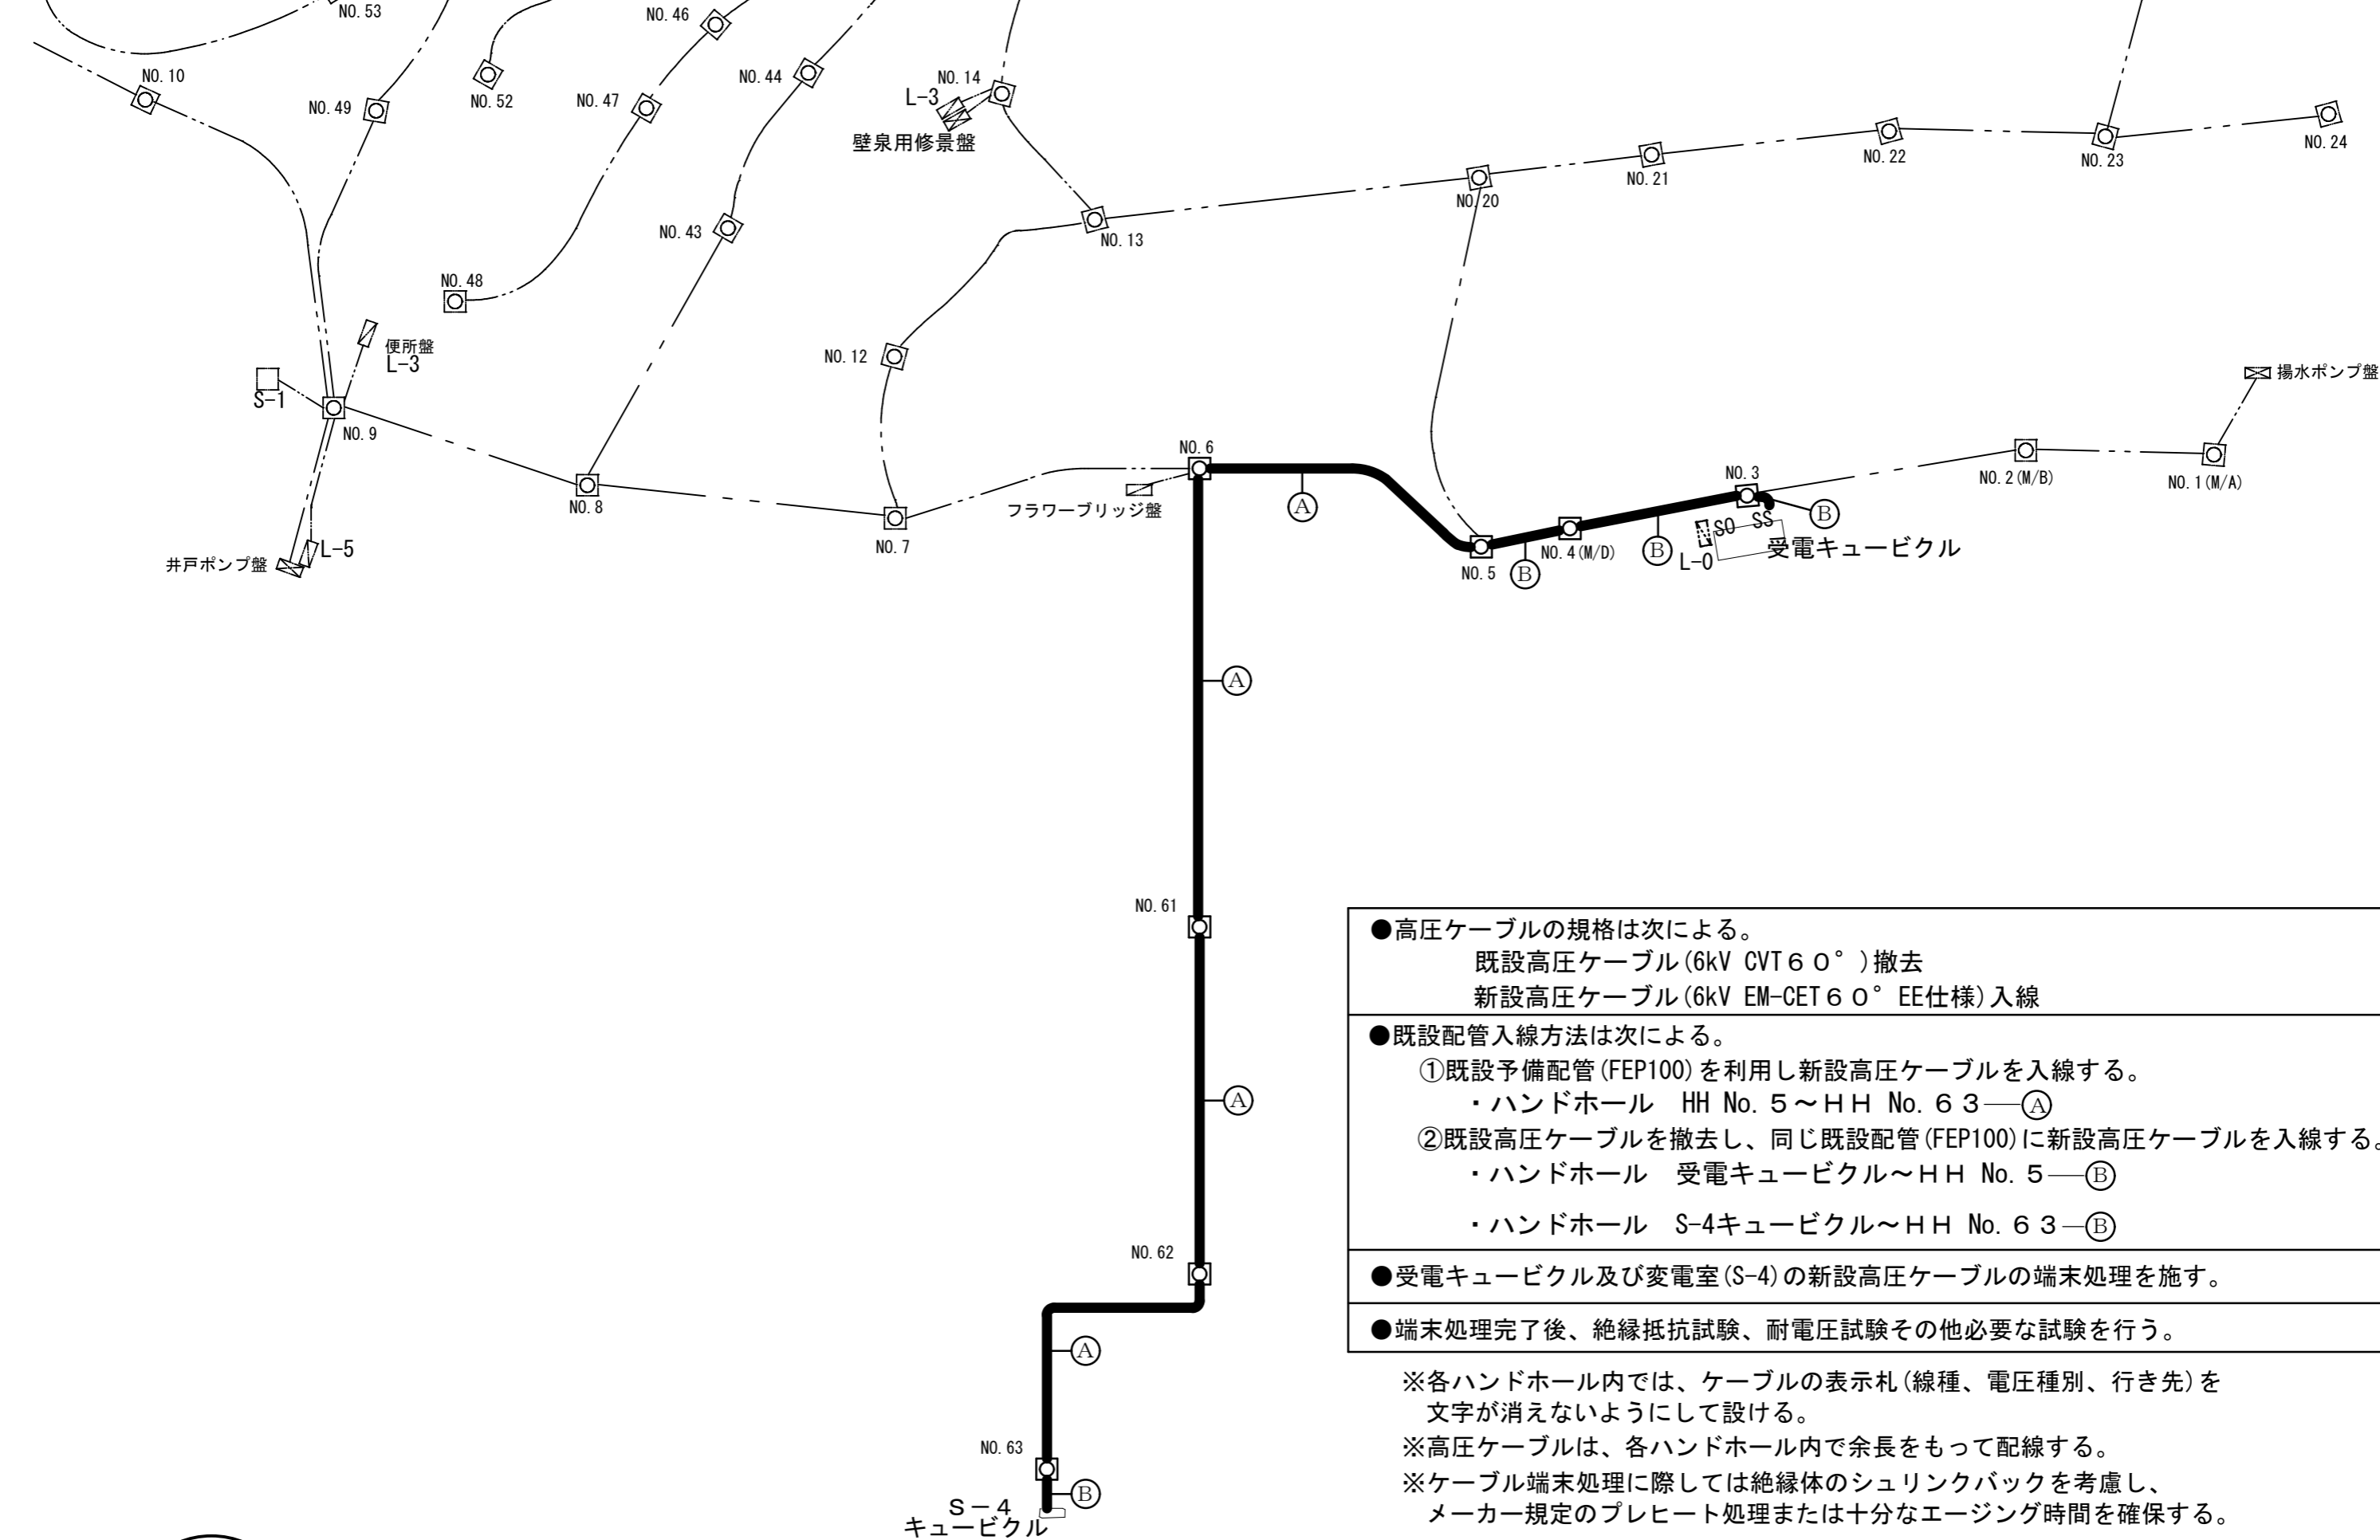 NO.53
NO.46
NO.10
NO.52
NO.47
NO.44
NO.49
NO.14
L-3
壁泉用修景盤
NO.20
NO.21
NO.22
NO.23
NO.24
NO.43
NO.13
NO.48
NO.12
便所盤
L-3
S-1
NO.9
揚水ポンプ盤
NO.6
NO.3
NO.2(M/B)
NO.1(M/A)
NO.8
NO.7
フラワーブリッジ盤
A
B
SO
SS
NO.5
NO.4(M/D)
B
B
L-0
受電キュービクル
井戸ポンプ盤
L-5
A
NO.61
A
NO.62
A
NO.63
B
S-4
キュービクル
●高圧ケーブルの規格は次による。
既設高圧ケーブル(6kV CVT60°)撤去
新設高圧ケーブル(6kV EM-CET60° EE仕様)入線
●既設配管入線方法は次による。
①既設予備配管(FEP100)を利用し新設高圧ケーブルを入線する。
・ハンドホール HH No.5~HH No.63―Ⓐ
②既設高圧ケーブルを撤去し、同じ既設配管(FEP100)に新設高圧ケーブルを入線する。
・ハンドホール 受電キュービクル~HH No.5―Ⓑ
・ハンドホール S-4キュービクル~HH No.63―Ⓑ
●受電キュービクル及び変電室(S-4)の新設高圧ケーブルの端末処理を施す。
●端末処理完了後、絶縁抵抗試験、耐電圧試験その他必要な試験を行う。
※各ハンドホール内では、ケーブルの表示札(線種、電圧種別、行き先)を
文字が消えないようにして設ける。
※高圧ケーブルは、各ハンドホール内で余長をもって配線する。
※ケーブル端末処理に際しては絶縁体のシュリンクバックを考慮し、
メーカー規定のプレヒート処理または十分なエージング時間を確保する。